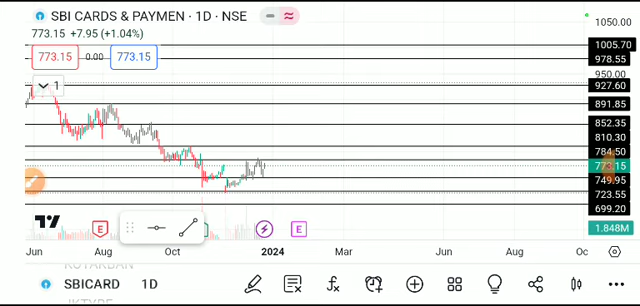 SBI CARDS & PAYMEN · 1D · NSE
773.15 +7.95 (+1.04%)
773.15 0.00 773.15
1
1050.00
1005.70
978.55
950.00
927.60
891.85
852.35
810.30
784.50
773.15
749.95
723.55
699.20
1.848M
E
E
Jun Aug Oct 2024 Mar Jun Aug Oc
SBICARD 1D